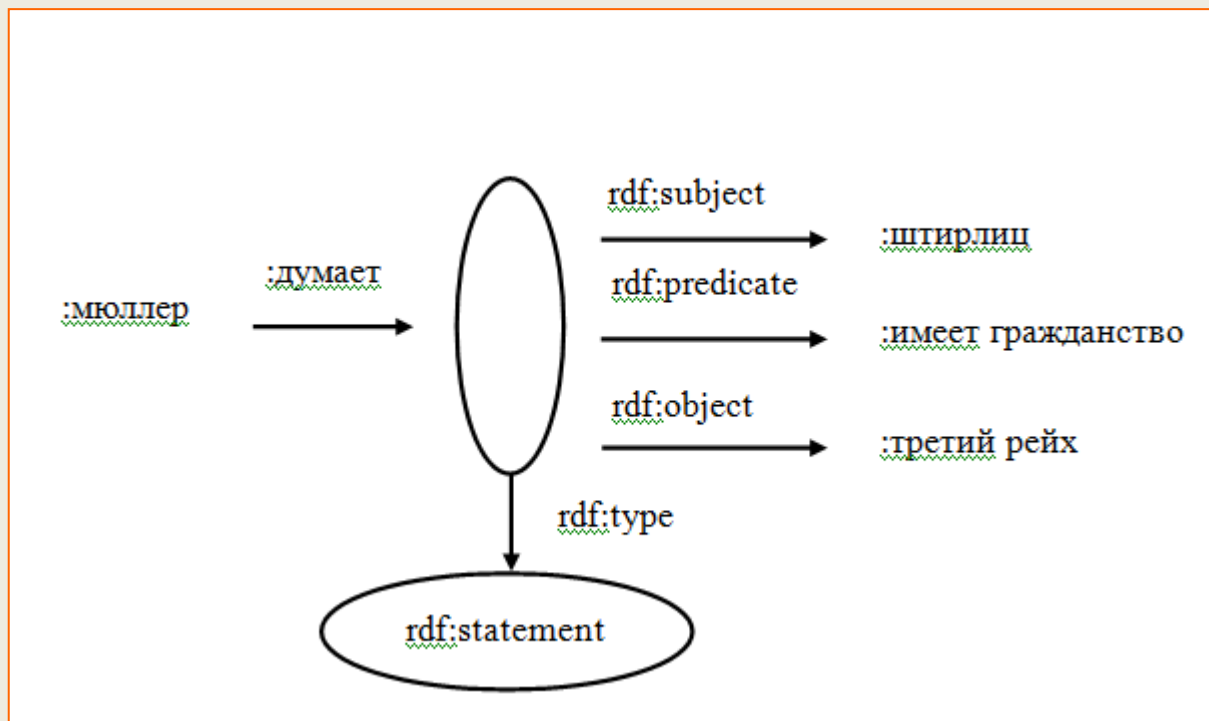 rdf:subject
:штирлиц
:думает
rdf:predicate
:мюллер
:имеет гражданство
rdf:object
:третий рейх
rdf:type
rdf:statement